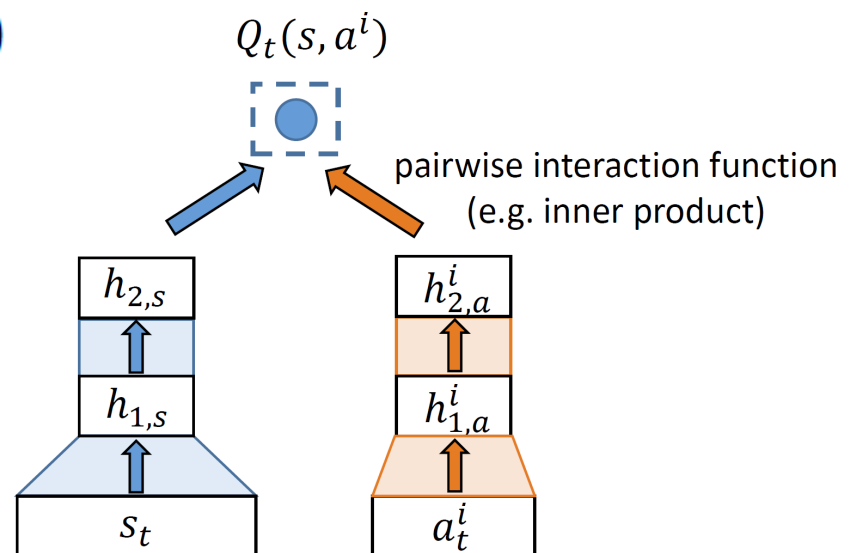 Q_t(s, a^i)
pairwise interaction function
(e.g. inner product)
h_{2,s}
h^i_{2,a}
h_{1,s}
h^i_{1,a}
s_t
a^i_t